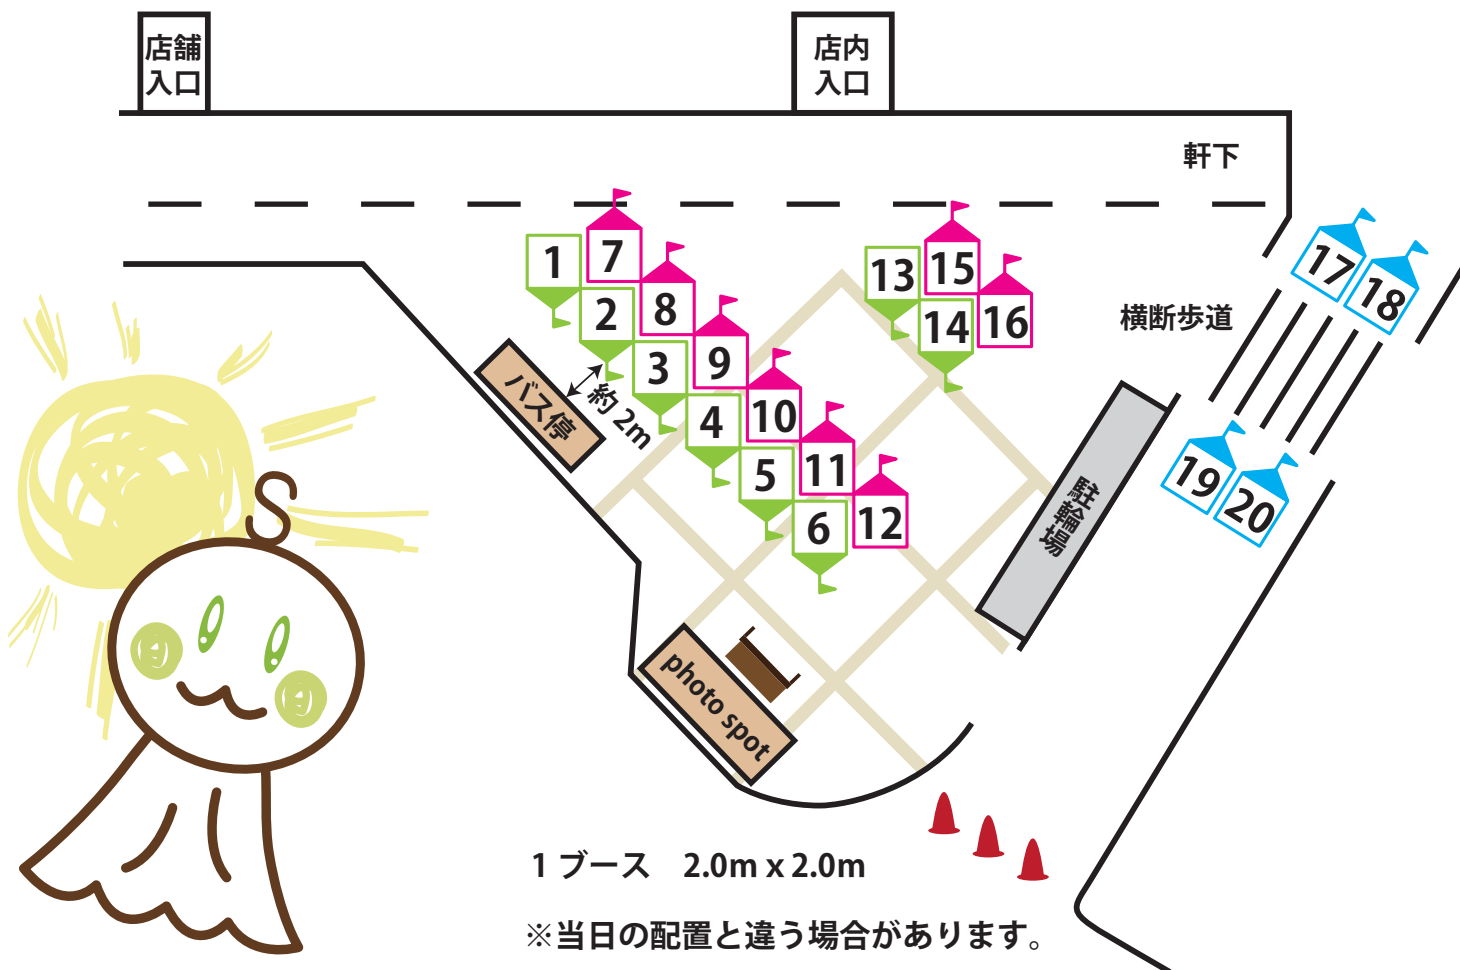 店舗
入口
店内
入口
軒下
1
7
2
8
3
9
4
10
5
11
6
12
13
15
14
16
17
18
横断歩道
19
20
バス停
約 2m
駐輪場
photo spot
1 ブース 2.0m x 2.0m
※当日の配置と違う場合があります。